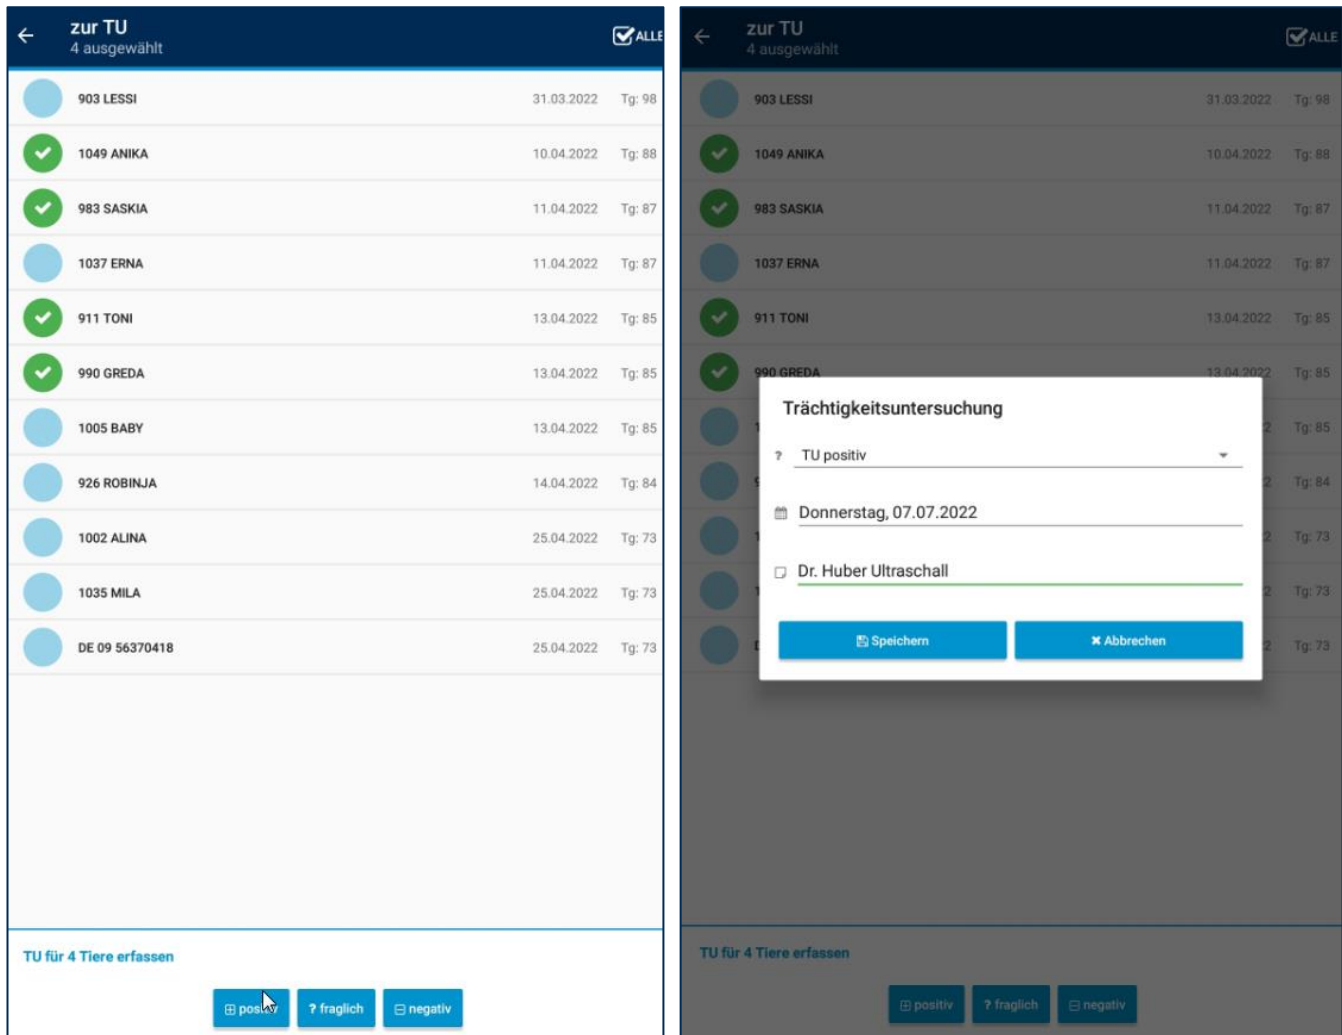 zur TU
4 ausgewählt
ALLE
903 LESSI 31.03.2022 Tg: 98
1049 ANIKA 10.04.2022 Tg: 88
983 SASKIA 11.04.2022 Tg: 87
1037 ERNA 11.04.2022 Tg: 87
911 TONI 13.04.2022 Tg: 85
990 GREDA 13.04.2022 Tg: 85
1005 BABY 13.04.2022 Tg: 85
926 ROBINJA 14.04.2022 Tg: 84
1002 ALINA 25.04.2022 Tg: 73
1035 MILA 25.04.2022 Tg: 73
DE 09 56370418 25.04.2022 Tg: 73
TU für 4 Tiere erfassen
positiv ? fraglich negativ
zur TU
4 ausgewählt
ALLE
903 LESSI 31.03.2022 Tg: 98
1049 ANIKA 10.04.2022 Tg: 88
983 SASKIA 11.04.2022 Tg: 87
1037 ERNA 11.04.2022 Tg: 87
911 TONI 13.04.2022 Tg: 85
990 GREDA 13.04.2022 Tg: 85
Tg: 85
Tg: 84
Tg: 73
Tg: 73
Tg: 73
Trächtigkeitsuntersuchung
? TU positiv
Donnerstag, 07.07.2022
Dr. Huber Ultraschall
Speichern Abbrechen
TU für 4 Tiere erfassen
positiv ? fraglich negativ